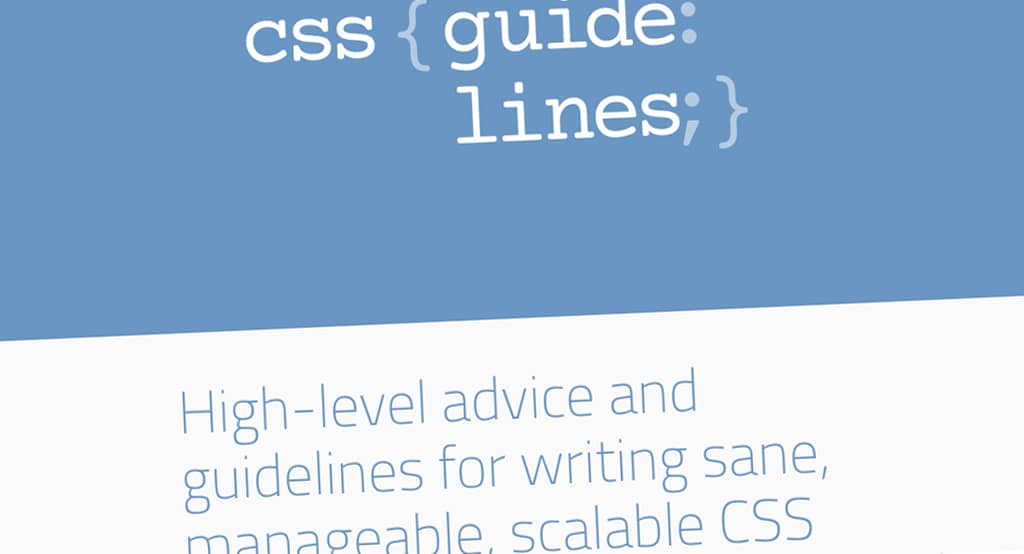 css {guide:
lines;}
High-level advice and
guidelines for writing sane,
manageable, scalable CSS